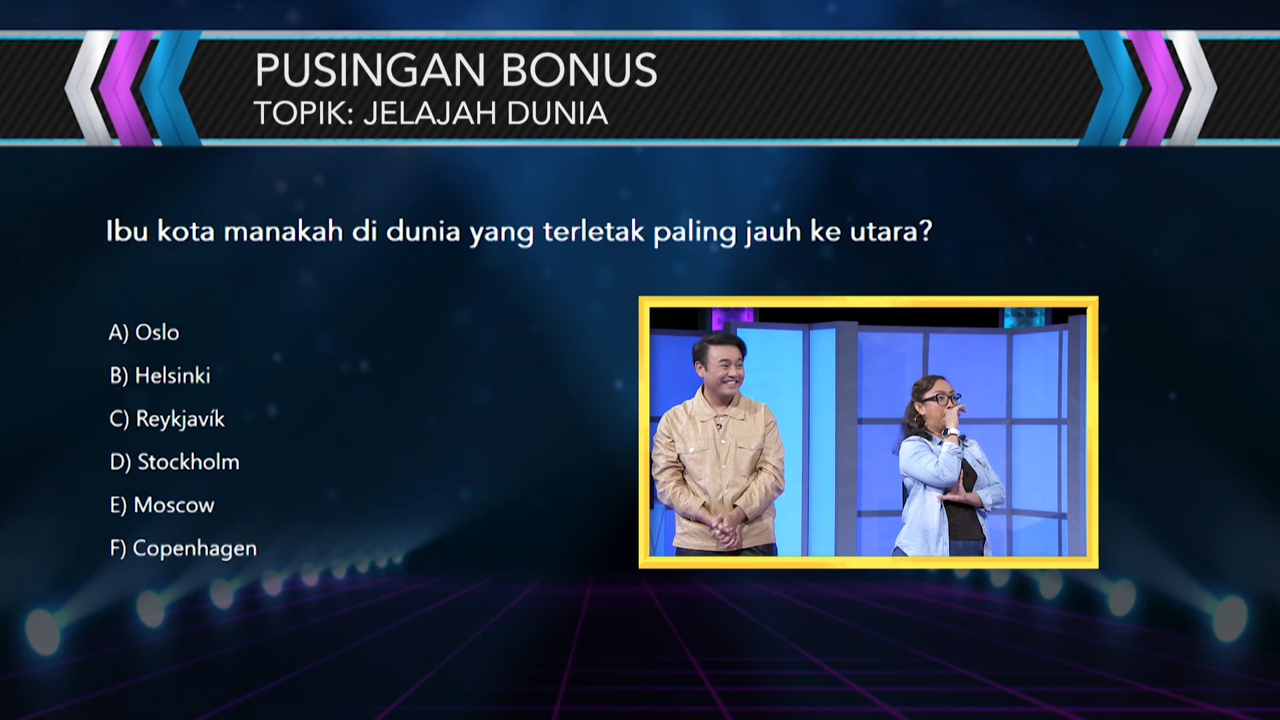 PUSINGAN BONUS
TOPIK: JELAJAH DUNIA
Ibu kota manakah di dunia yang terletak paling jauh ke utara?
A) Oslo
B) Helsinki
C) Reykjavík
D) Stockholm
E) Moscow
F) Copenhagen